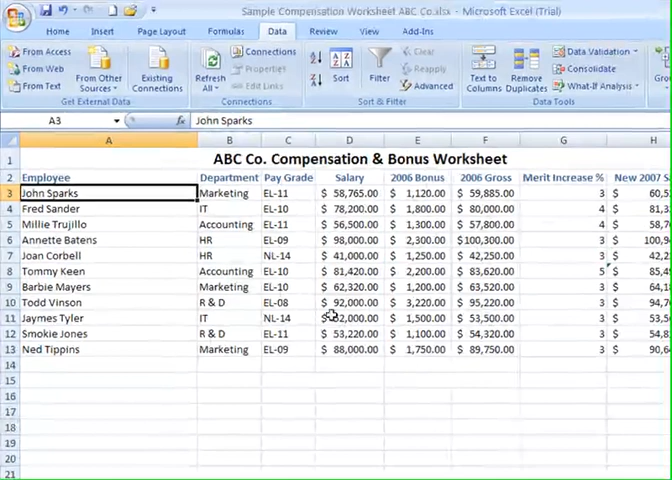 Sample Compensation Worksheet ABC Co.xlsx - Microsoft Excel (Trial)
Home Insert Page Layout Formulas Data Review View Add-Ins
From Access
From Web
From Text
From Other Sources
Get External Data
Existing Connections
Refresh All
Connections
Properties
Edit Links
Connections
Sort
Filter
Clear
Reapply
Advanced
Sort & Filter
Text to Columns
Remove Duplicates
Data Validation
Consolidate
What-If Analysis
Data Tools
A3 fx John Sparks
A B C D E F G H
1 ABC Co. Compensation & Bonus Worksheet
2 Employee Department Pay Grade Salary 2006 Bonus 2006 Gross Merit Increase % New 2007
3 John Sparks Marketing EL-11 $ 58,765.00 $ 1,120.00 $ 59,885.00 3 $ 60,5
4 Fred Sander IT EL-10 $ 78,200.00 $ 1,800.00 $ 80,000.00 4 $ 81,3
5 Millie Trujillo Accounting EL-11 $ 56,500.00 $ 1,300.00 $ 57,800.00 4 $ 58,7
6 Annette Batens HR EL-09 $ 98,000.00 $ 2,300.00 $100,300.00 3 $ 100,9
7 Joan Corbell HR NL-14 $ 41,000.00 $ 1,250.00 $ 42,250.00 3 $ 42,2
8 Tommy Keen Accounting EL-10 $ 81,420.00 $ 2,200.00 $ 83,620.00 5 $ 85,4
9 Barbie Mayers Marketing EL-10 $ 62,320.00 $ 1,200.00 $ 63,520.00 3 $ 64,1
10 Todd Vinson R & D EL-08 $ 92,000.00 $ 3,220.00 $ 95,220.00 3 $ 94,7
11 Jaymes Tyler IT NL-14 $ 52,000.00 $ 1,500.00 $ 53,500.00 3 $ 53,5
12 Smokie Jones R & D EL-11 $ 53,220.00 $ 1,100.00 $ 54,320.00 3 $ 54,8
13 Ned Tippins Marketing EL-09 $ 88,000.00 $ 1,750.00 $ 89,750.00 3 $ 90,6
14
15
16
17
18
19
20
21